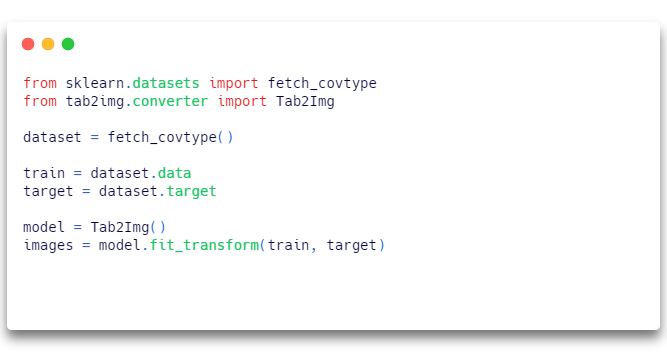 from sklearn.datasets import fetch_covtype
from tab2img.converter import Tab2Img
dataset = fetch_covtype()
train = dataset.data
target = dataset.target
model = Tab2Img()
images = model.fit_transform(train, target)